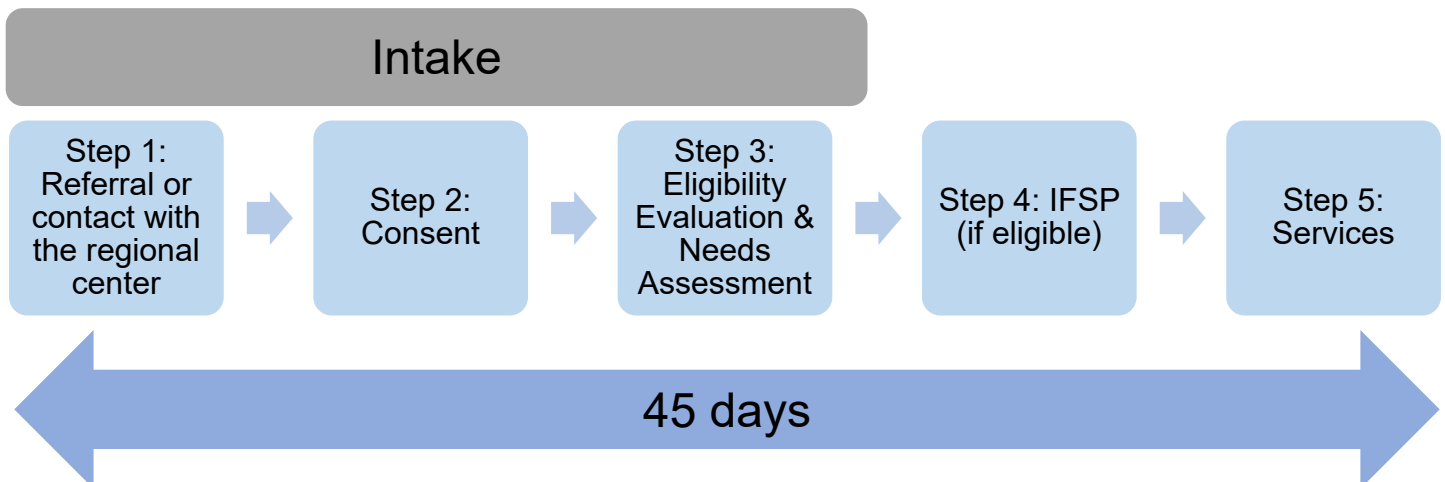 Intake
Step 1:
Referral or
contact with
the regional
center
Step 2:
Consent
Step 3:
Eligibility
Evaluation &
Needs
Assessment
Step 4: IFSP
(if eligible)
Step 5:
Services
45 days